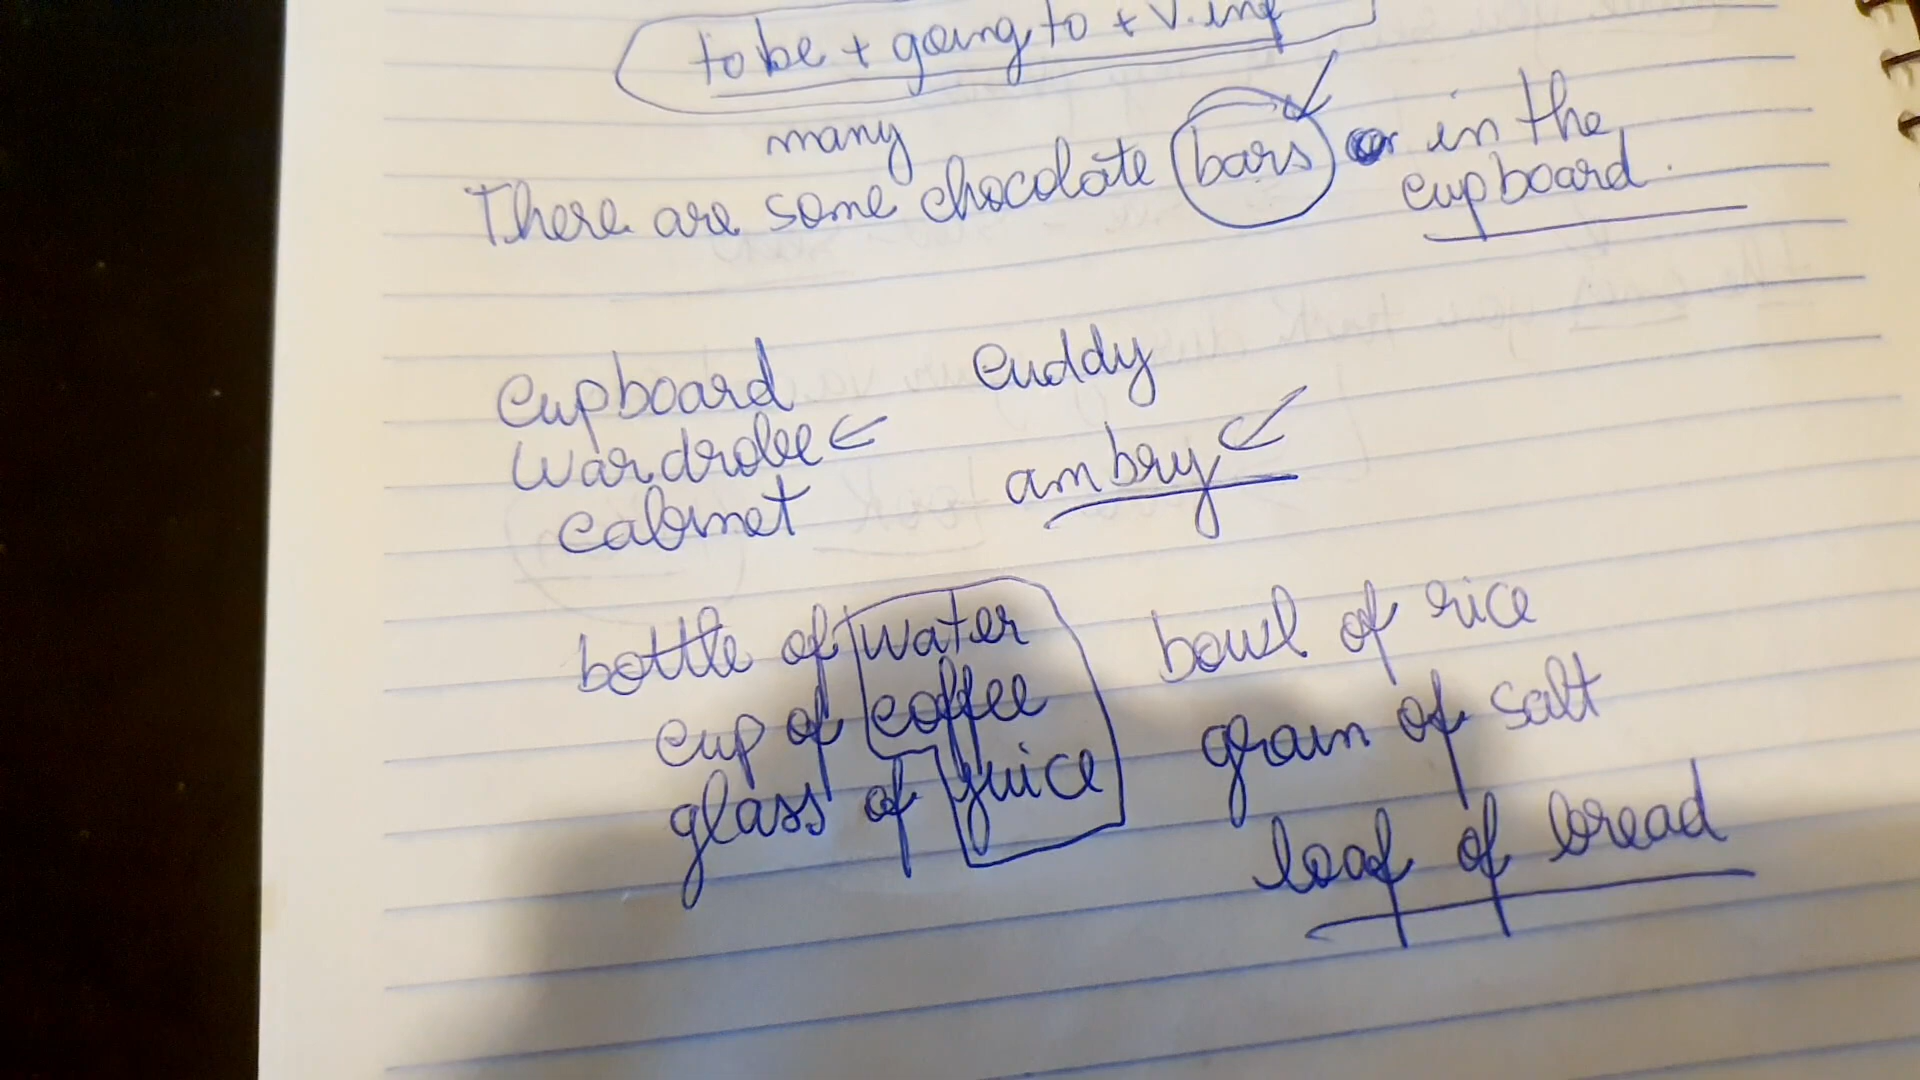 to be + going to + v. inf
many
There are some chocolate bars or in the
cupboard.
cupboard
cuddy
wardrobe
ambry
cabinet
bottle of water
cup of coffee
glass of juice
bowl of rice
grain of salt
loaf of bread